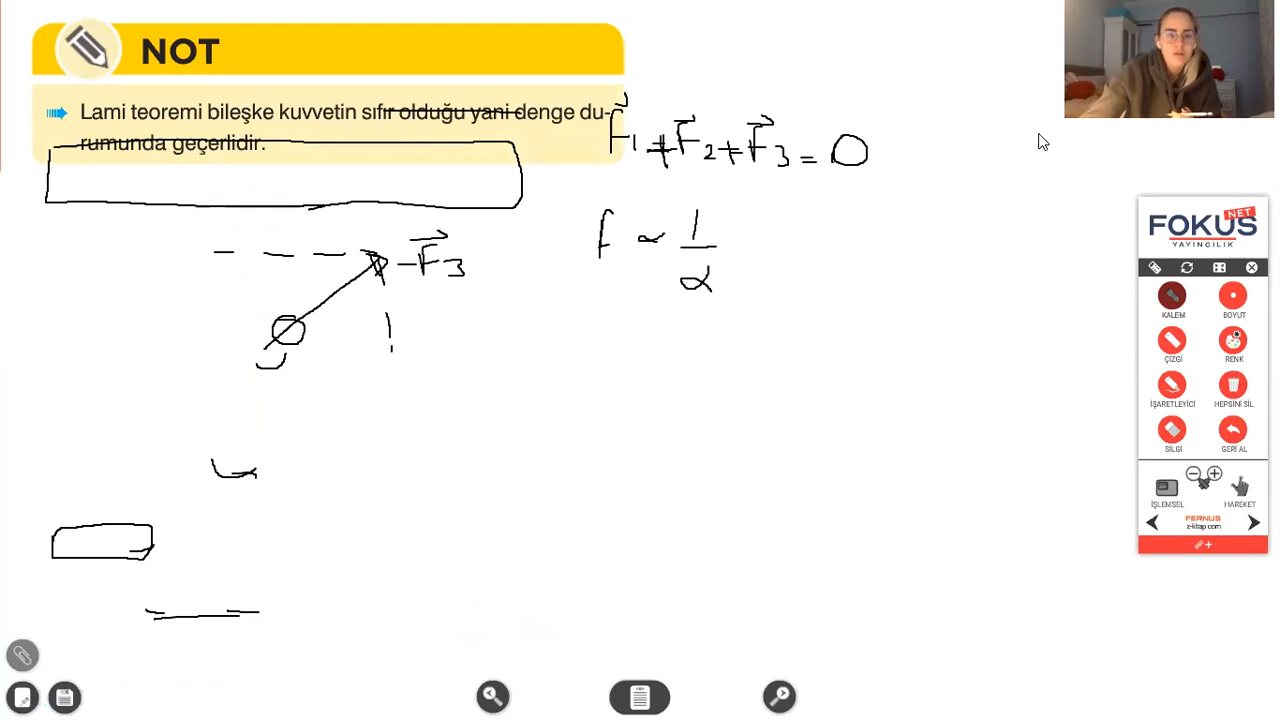 NOT
Lami teoremi bileşke kuvvetin sıfır olduğu yani denge du-
rumunda geçerlidir.
F1 + F2 + F3 = 0
-F3
F ∝ 1/α
FOKUS NET
YAYINCILIK
KALEM BOYUT
ÇİZGİ RENK
İŞARETLEYİCİ HEPSİNİ SİL
SİLGİ GERİ AL
İŞLEMSEL HAREKET
FERNUS
z-kitap.com